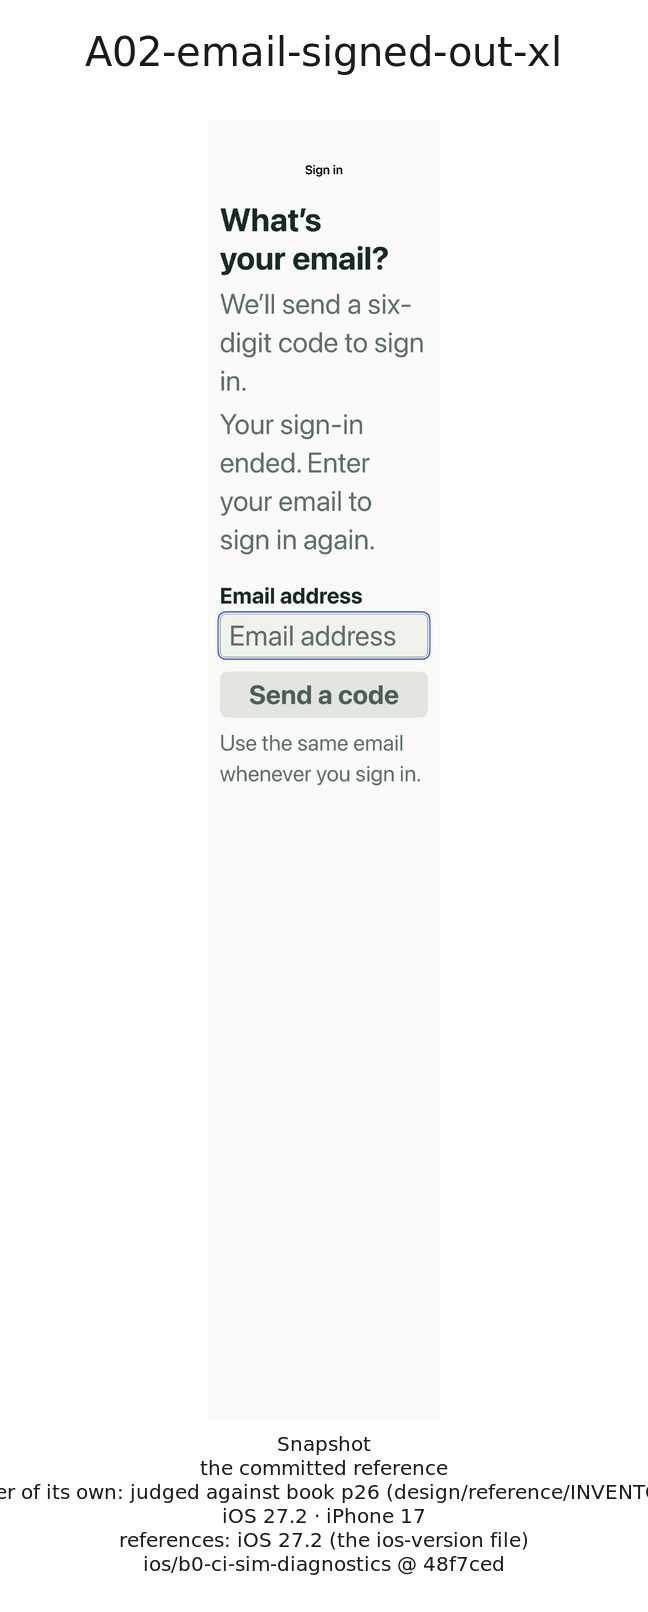 A02-email-signed-out-xl
Sign in
What’s
your email?
We’ll send a six-
digit code to sign
in.
Your sign-in
ended. Enter
your email to
sign in again.
Email address
Email address
Send a code
Use the same email
whenever you sign in.
Snapshot
the committed reference
of its own: judged against book p26 (design/reference/
iOS 27.2 · iPhone 17
references: iOS 27.2 (the ios-version file)
ios/b0-ci-sim-diagnostics @ 48f7ced